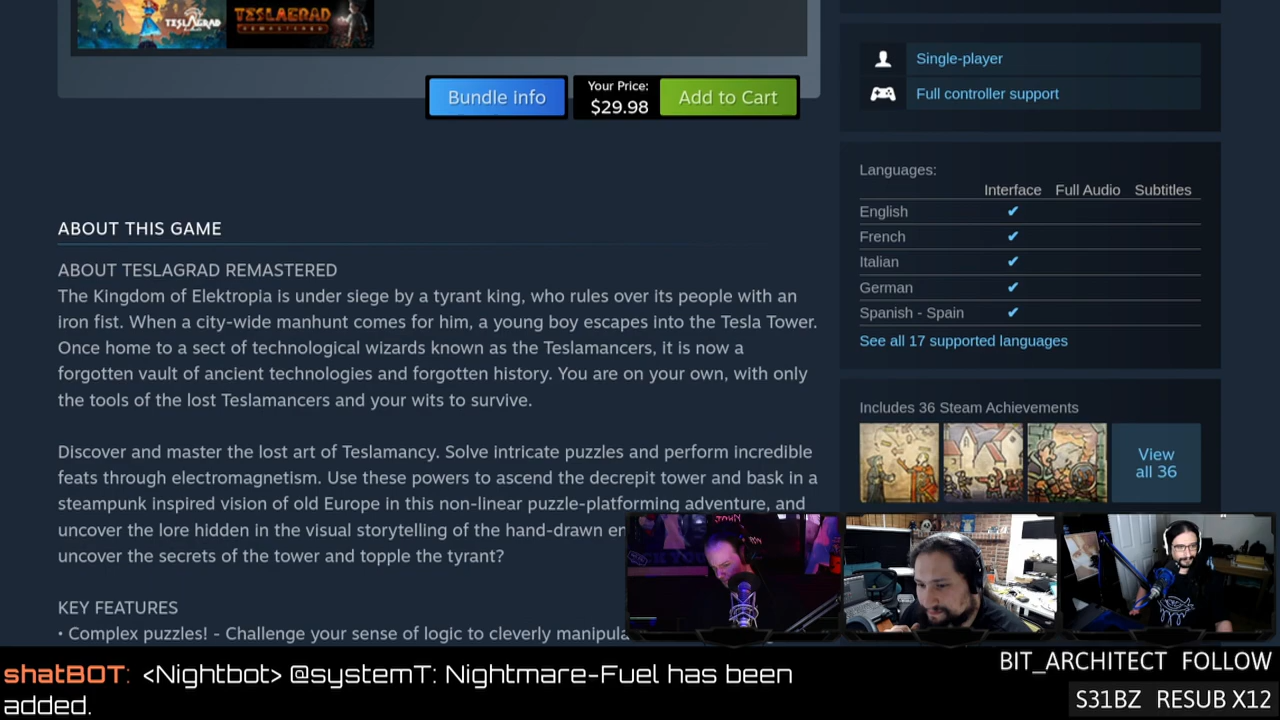 TESLAGRAD
TESLAGRAD
REMASTERED
Bundle info
Your Price:
$29.98
Add to Cart
Single-player
Full controller support
Languages:
Interface Full Audio Subtitles
English ✔
French ✔
Italian ✔
German ✔
Spanish - Spain ✔
See all 17 supported languages
Includes 36 Steam Achievements
View
all 36
ABOUT THIS GAME
ABOUT TESLAGRAD REMASTERED
The Kingdom of Elektropia is under siege by a tyrant king, who rules over its people with an
iron fist. When a city-wide manhunt comes for him, a young boy escapes into the Tesla Tower.
Once home to a sect of technological wizards known as the Teslamancers, it is now a
forgotten vault of ancient technologies and forgotten history. You are on your own, with only
the tools of the lost Teslamancers and your wits to survive.
Discover and master the lost art of Teslamancy. Solve intricate puzzles and perform incredible
feats through electromagnetism. Use these powers to ascend the decrepit tower and bask in a
steampunk inspired vision of old Europe in this non-linear puzzle-platforming adventure, and
uncover the lore hidden in the visual storytelling of the hand-drawn en
uncover the secrets of the tower and topple the tyrant?
KEY FEATURES
• Complex puzzles! - Challenge your sense of logic to cleverly manipula
JOHN
shatBOT: <Nightbot> @systemT: Nightmare-Fuel has been
added.
BIT_ARCHITECT FOLLOW
S31BZ RESUB X12